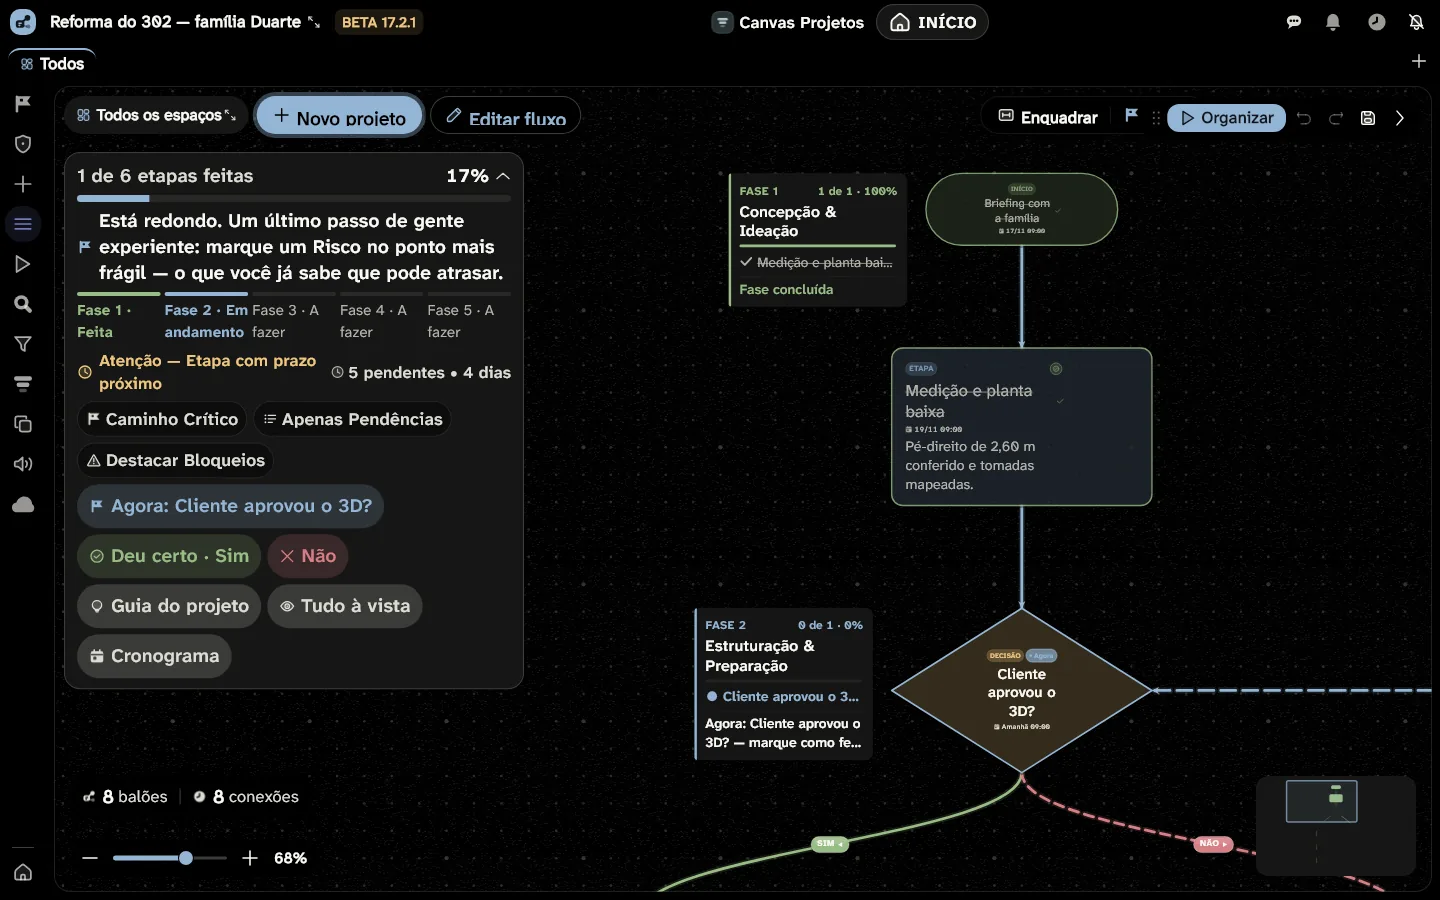 Reforma do 302 — família Duarte
BETA 17.2.1
Canvas Projetos
INÍCIO
Todos
Todos os espaços
Novo projeto
Editar fluxo
Enquadrar
Organizar
1 de 6 etapas feitas
17%
Está redondo. Um último passo de gente
experiente: marque um Risco no ponto mais
frágil — o que você já sabe que pode atrasar.
Fase 1 ·
Feita
Fase 2 · Em
andamento
Fase 3 · A
fazer
Fase 4 · A
fazer
Fase 5 · A
fazer
Atenção — Etapa com prazo
próximo
5 pendentes • 4 dias
Caminho Crítico
Apenas Pendências
Destacar Bloqueios
Agora: Cliente aprovou o 3D?
Deu certo · Sim
Não
Guia do projeto
Tudo à vista
Cronograma
FASE 1
1 de 1 · 100%
Concepção &
Ideação
Medição e planta bai...
Fase concluída
INÍCIO
Briefing com
a família
17/11 09:00
ETAPA
Medição e planta
baixa
19/11 09:00
Pé-direito de 2,60 m
conferido e tomadas
mapeadas.
FASE 2
0 de 1 · 0%
Estruturação &
Preparação
Cliente aprovou o 3...
Agora: Cliente aprovou o
3D? — marque como fe...
DECISÃO
• Agora
Cliente
aprovou o
3D?
Amanhã 09:00
SIM
NÃO
8 balões
8 conexões
68%